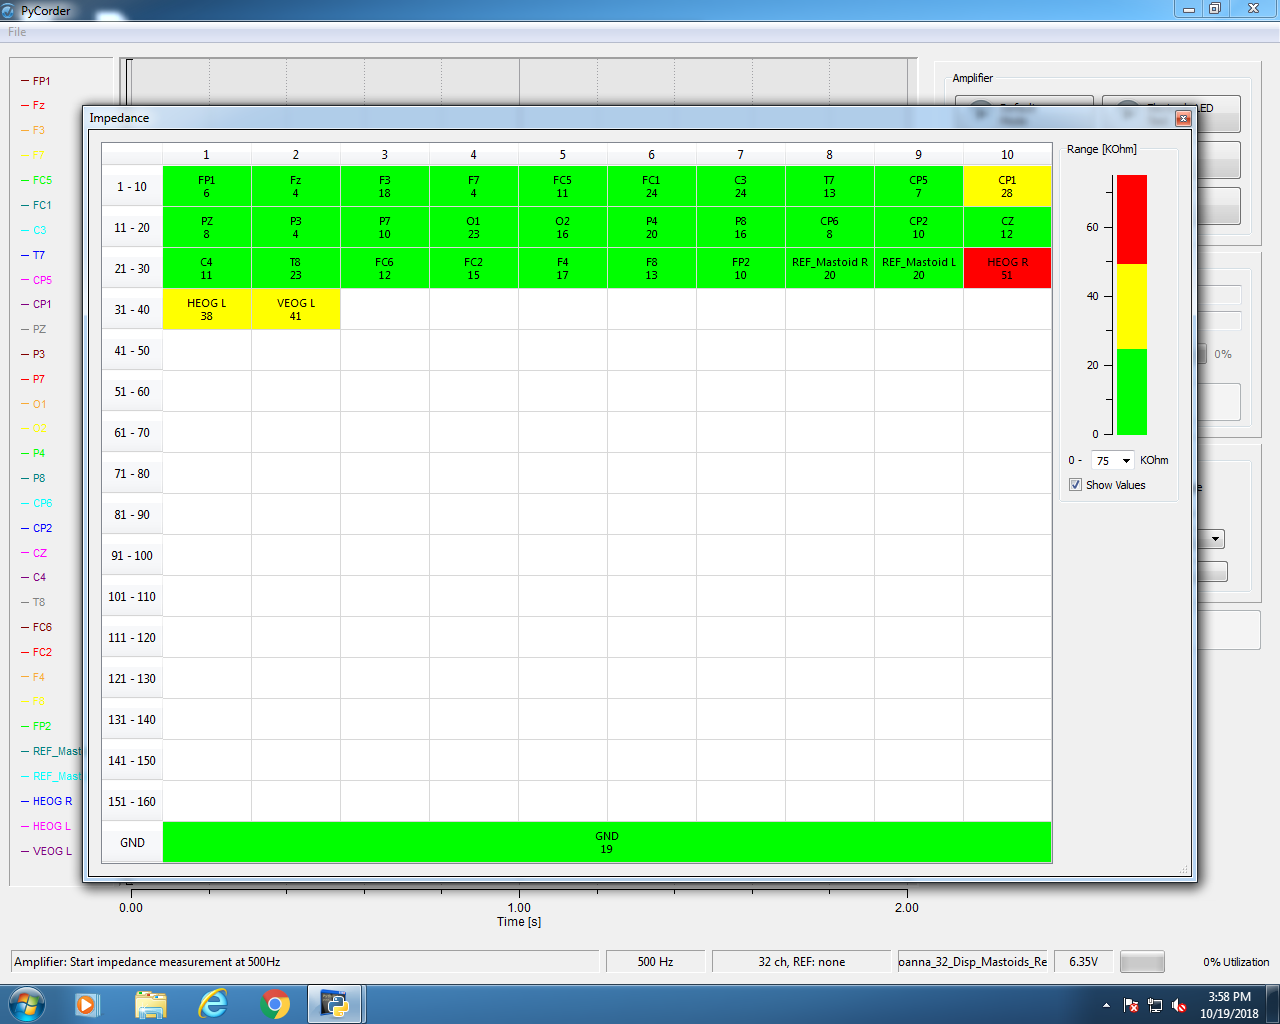 PyCorder
File
FP1
Fz
F3
F7
FC5
FC1
C3
T7
CP5
CP1
PZ
P3
P7
O1
O2
P4
P8
CP6
CP2
CZ
C4
T8
FC6
FC2
F4
F8
FP2
REF_Mast
REF_Mast
HEOG R
HEOG L
VEOG L
Amplifier
Impedance
1 2 3 4 5 6 7 8 9 10
1 - 10
FP1 Fz F3 F7 FC5 FC1 C3 T7 CP5 CP1
6 4 18 4 11 24 24 13 7 28
11 - 20
PZ P3 P7 O1 O2 P4 P8 CP6 CP2 CZ
8 4 10 23 16 20 16 8 10 12
21 - 30
C4 T8 FC6 FC2 F4 F8 FP2 REF_Mastoid R REF_Mastoid L HEOG R
11 23 12 15 17 13 10 20 20 51
31 - 40
HEOG L VEOG L
38 41
41 - 50
51 - 60
61 - 70
71 - 80
81 - 90
91 - 100
101 - 110
111 - 120
121 - 130
131 - 140
141 - 150
151 - 160
GND
GND
19
Range [KOhm]
60
40
20
0
0 - 75 KOhm
Show Values
0%
0.00 1.00 2.00
Time [s]
Amplifier: Start impedance measurement at 500Hz
500 Hz
32 ch, REF: none
oanna_32_Disp_Mastoids_Re
6.35V
0% Utilization
3:58 PM
10/19/2018